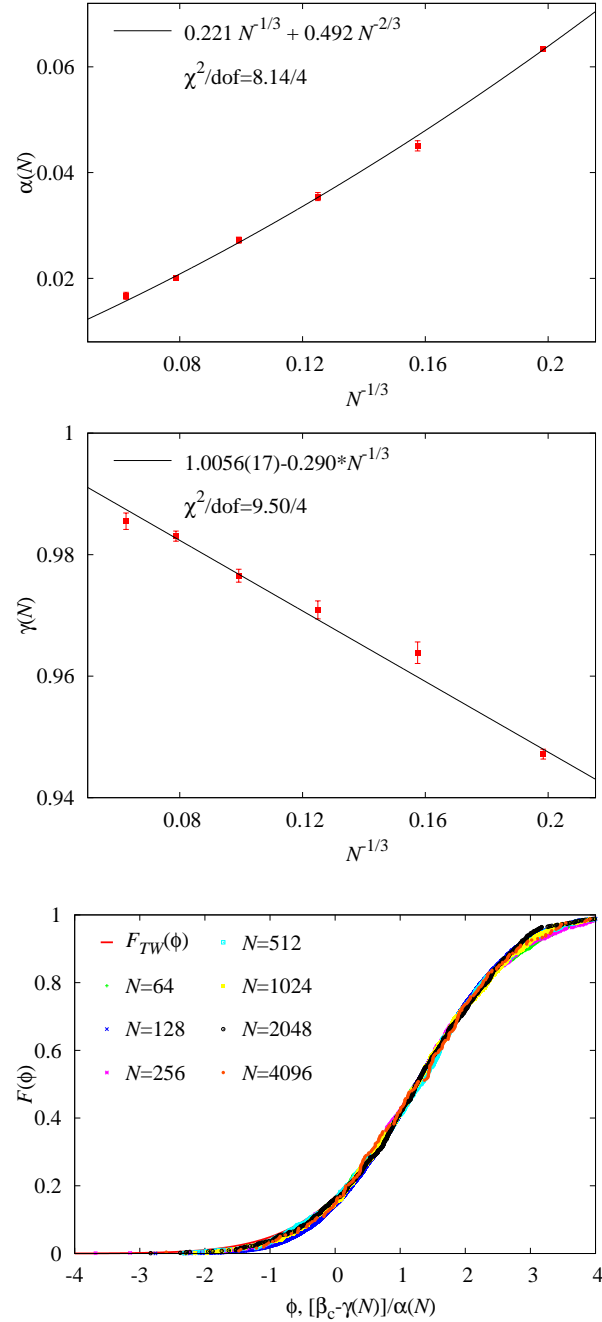 0.221 N^{-1/3} + 0.492 N^{-2/3}
χ²/dof=8.14/4
0.06
0.04
0.02
α(N)
0.08 0.12 0.16 0.2
N^{-1/3}
1
1.0056(17)-0.290*N^{-1/3}
χ²/dof=9.50/4
0.98
0.96
0.94
γ(N)
0.08 0.12 0.16 0.2
N^{-1/3}
1
0.8
0.6
0.4
0.2
0
F(ϕ)
F_{TW}(ϕ) N=512
N=64 N=1024
N=128 N=2048
N=256 N=4096
-4 -3 -2 -1 0 1 2 3 4
ϕ, [β_c-γ(N)]/α(N)